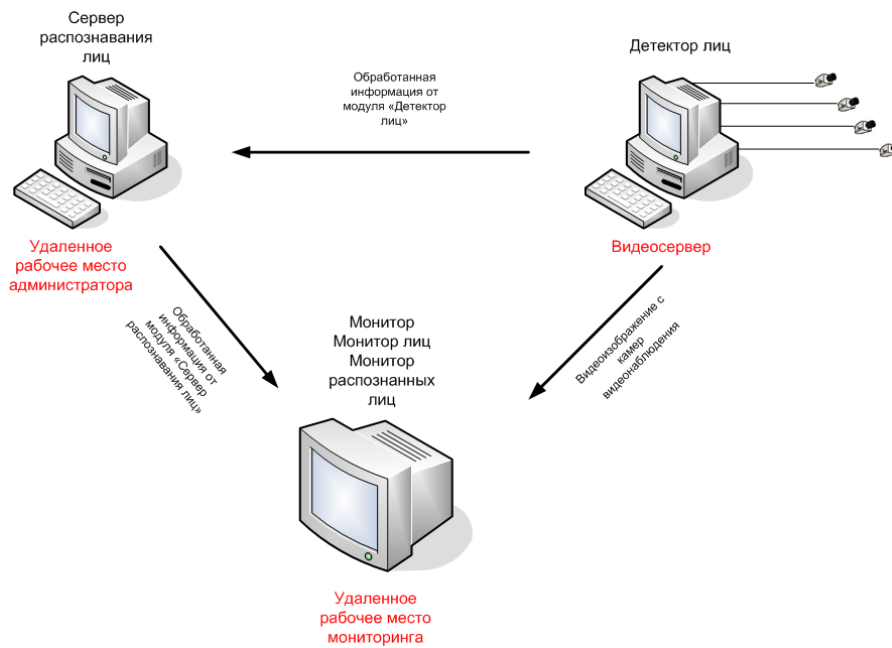 Сервер
распознавания
лиц
Детектор лиц
Обработанная
информация от
модуля «Детектор
лиц»
Удаленное
рабочее место
администратора
Видеосервер
Обработанная
информация от
модуля «Сервер
распознавания лиц»
Видеоизображение с
камер
видеонаблюдения
Монитор
Монитор лиц
Монитор
распознанных
лиц
Удаленное
рабочее место
мониторинга